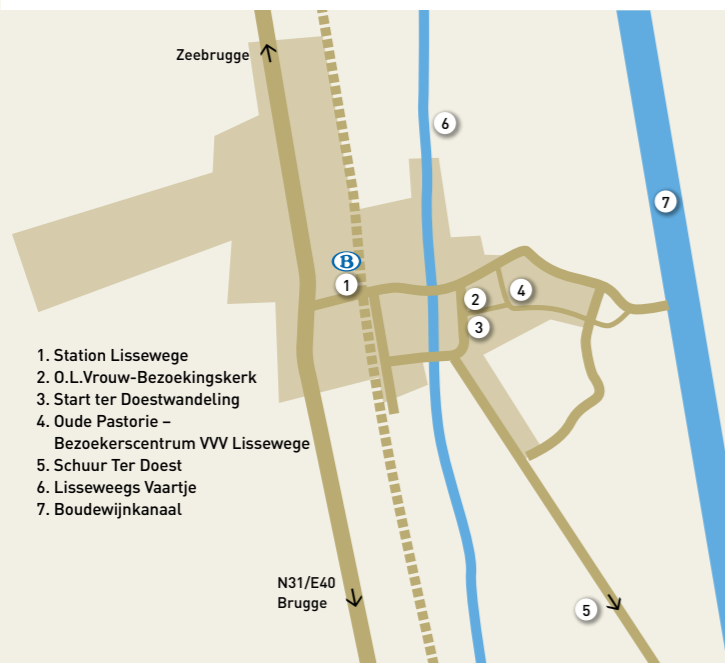 Zeebrugge
6
7
B
1
2
4
3
1. Station Lissewege
2. O.L.Vrouw-Bezoekingskerk
3. Start ter Doestwandeling
4. Oude Pastorie –
Bezoekerscentrum VVV Lissewege
5. Schuur Ter Doest
6. Lisseweegs Vaartje
7. Boudewijnkanaal
N31/E40
Brugge
5